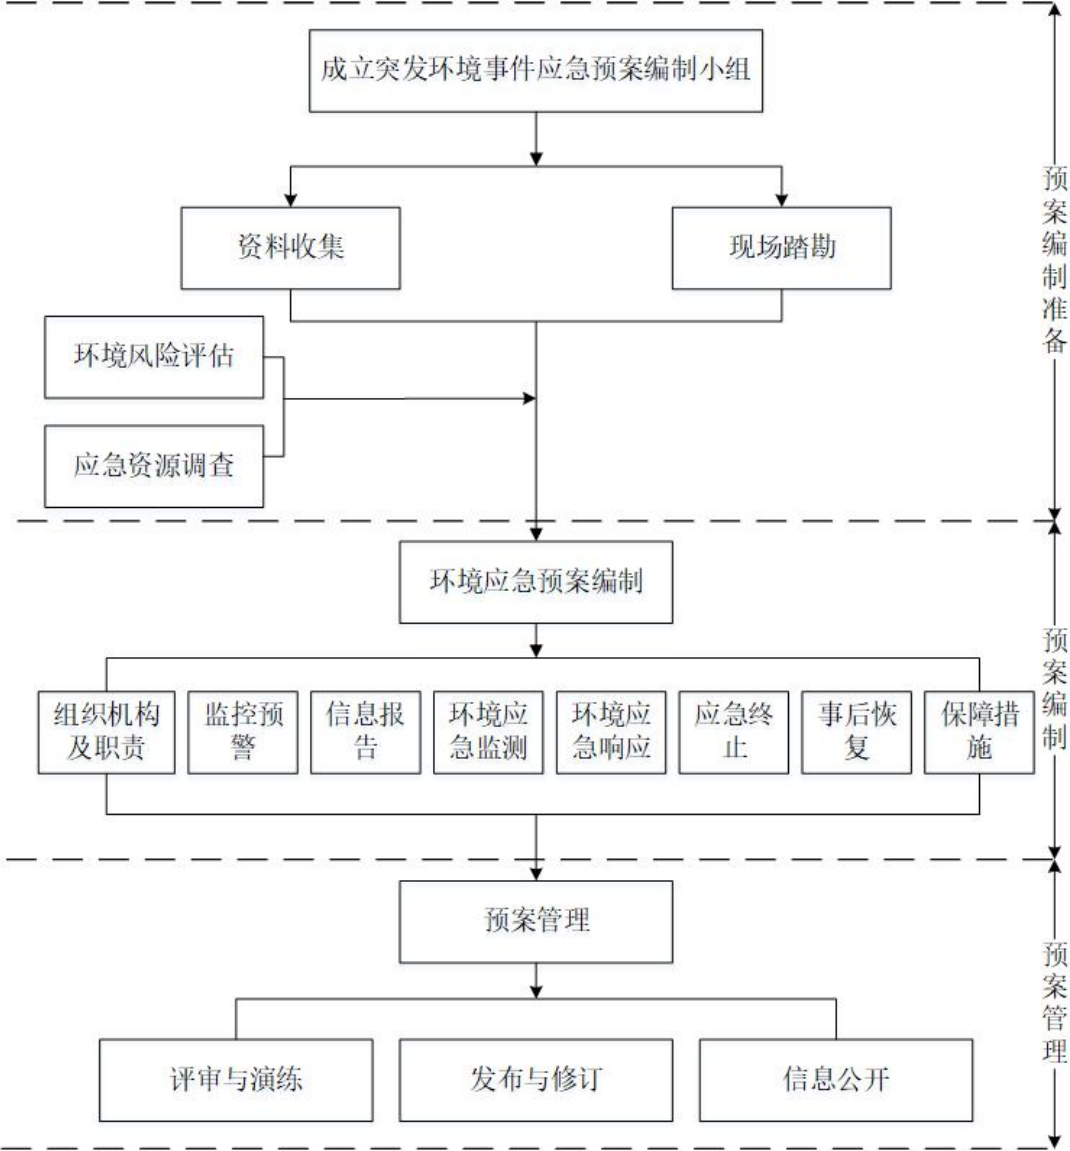 成立突发环境事件应急预案编制小组
资料收集
现场踏勘
环境风险评估
应急资源调查
预案编制准备
环境应急预案编制
组织机构
及职责
监控预
警
信息报
告
环境应
急监测
环境应
急响应
应急终
止
事后恢
复
保障措
施
预案编制
预案管理
评审与演练
发布与修订
信息公开
预案管理